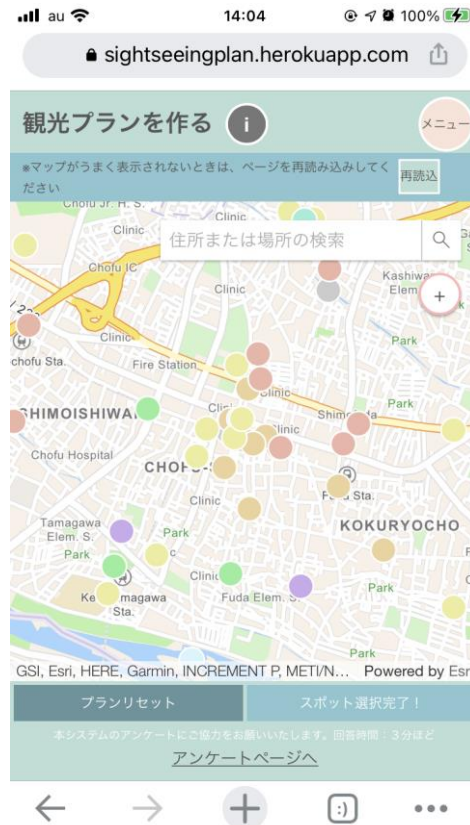 au
14:04
100%
sightseeingplan.herokuapp.com
観光プランを作る i
メニュー
※マップがうまく表示されないときは、ページを再読み込みしてく
ださい
再読込
Chofu Jr. H. S.
Clinic
住所または場所の検索
Clinic
Chofu IC
Clinic
Kashiwa
Elem
+
Clinic
Park
chofu Sta.
Fire Station
Clinic
SHIMOISHIWA
Park
Clinic
Chofu Hospital
CHOFU-
Sta.
Clinic
KOKURYOCHO
Tamagawa
Elem. S.
Park
Park
Clinic
Park
magawa
Sta.
Fuda Elem. S.
Park
GSI, Esri, HERE, Garmin, INCREMENT P, METI/N... Powered by Esr
プランリセット
スポット選択完了！
本システムのアンケートにご協力をお願いいたします。回答時間：３分ほど
アンケートページへ
:)